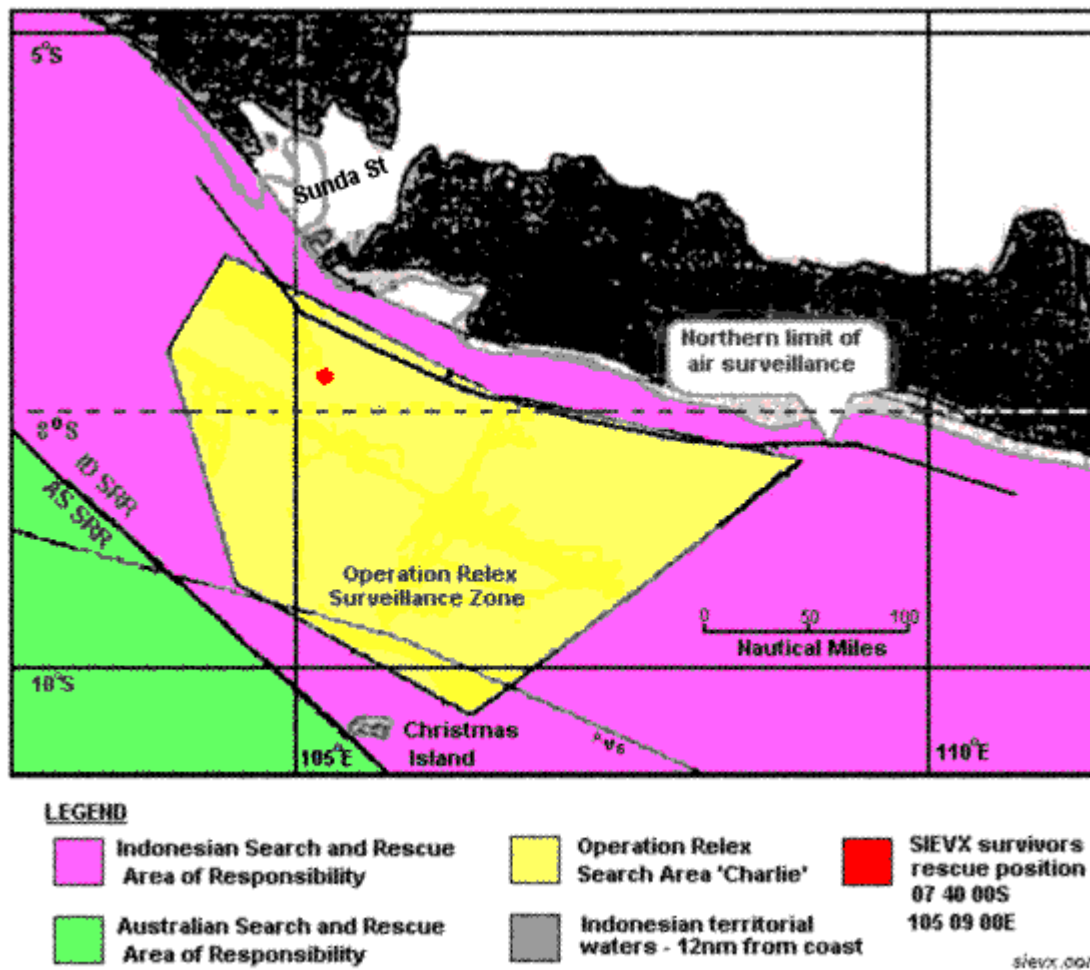 5°S
Sunda St
Northern limit of
air surveillance
8°S
ID SRR
AS SRR
Operation Relex
Surveillance Zone
0 50 100
Nautical Miles
10°S
Christmas
Island
105°E
110°E
LEGEND
Indonesian Search and Rescue
Area of Responsibility
Operation Relex
Search Area 'Charlie'
SIEVX survivors
rescue position
07 40 00S
105 09 00E
Australian Search and Rescue
Area of Responsibility
Indonesian territorial
waters - 12nm from coast